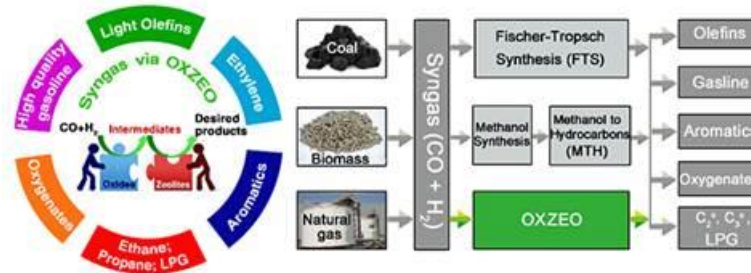 Light Olefins
High quality
gasoline
Ethylene
Syngas via OXZEO
CO+H₂
Intermediates
Desired
products
Oxides
Zeolites
Oxygenates
Aromatics
Ethane;
Propane; LPG
Coal
Biomass
Natural
gas
Syngas (CO + H₂)
Fischer-Tropsch
Synthesis (FTS)
Methanol
Synthesis
Methanol to
Hydrocarbons
(MTH)
OXZEO
Olefins
Gasline
Aromatics
Oxygenates
C₂°, C₃°,
LPG